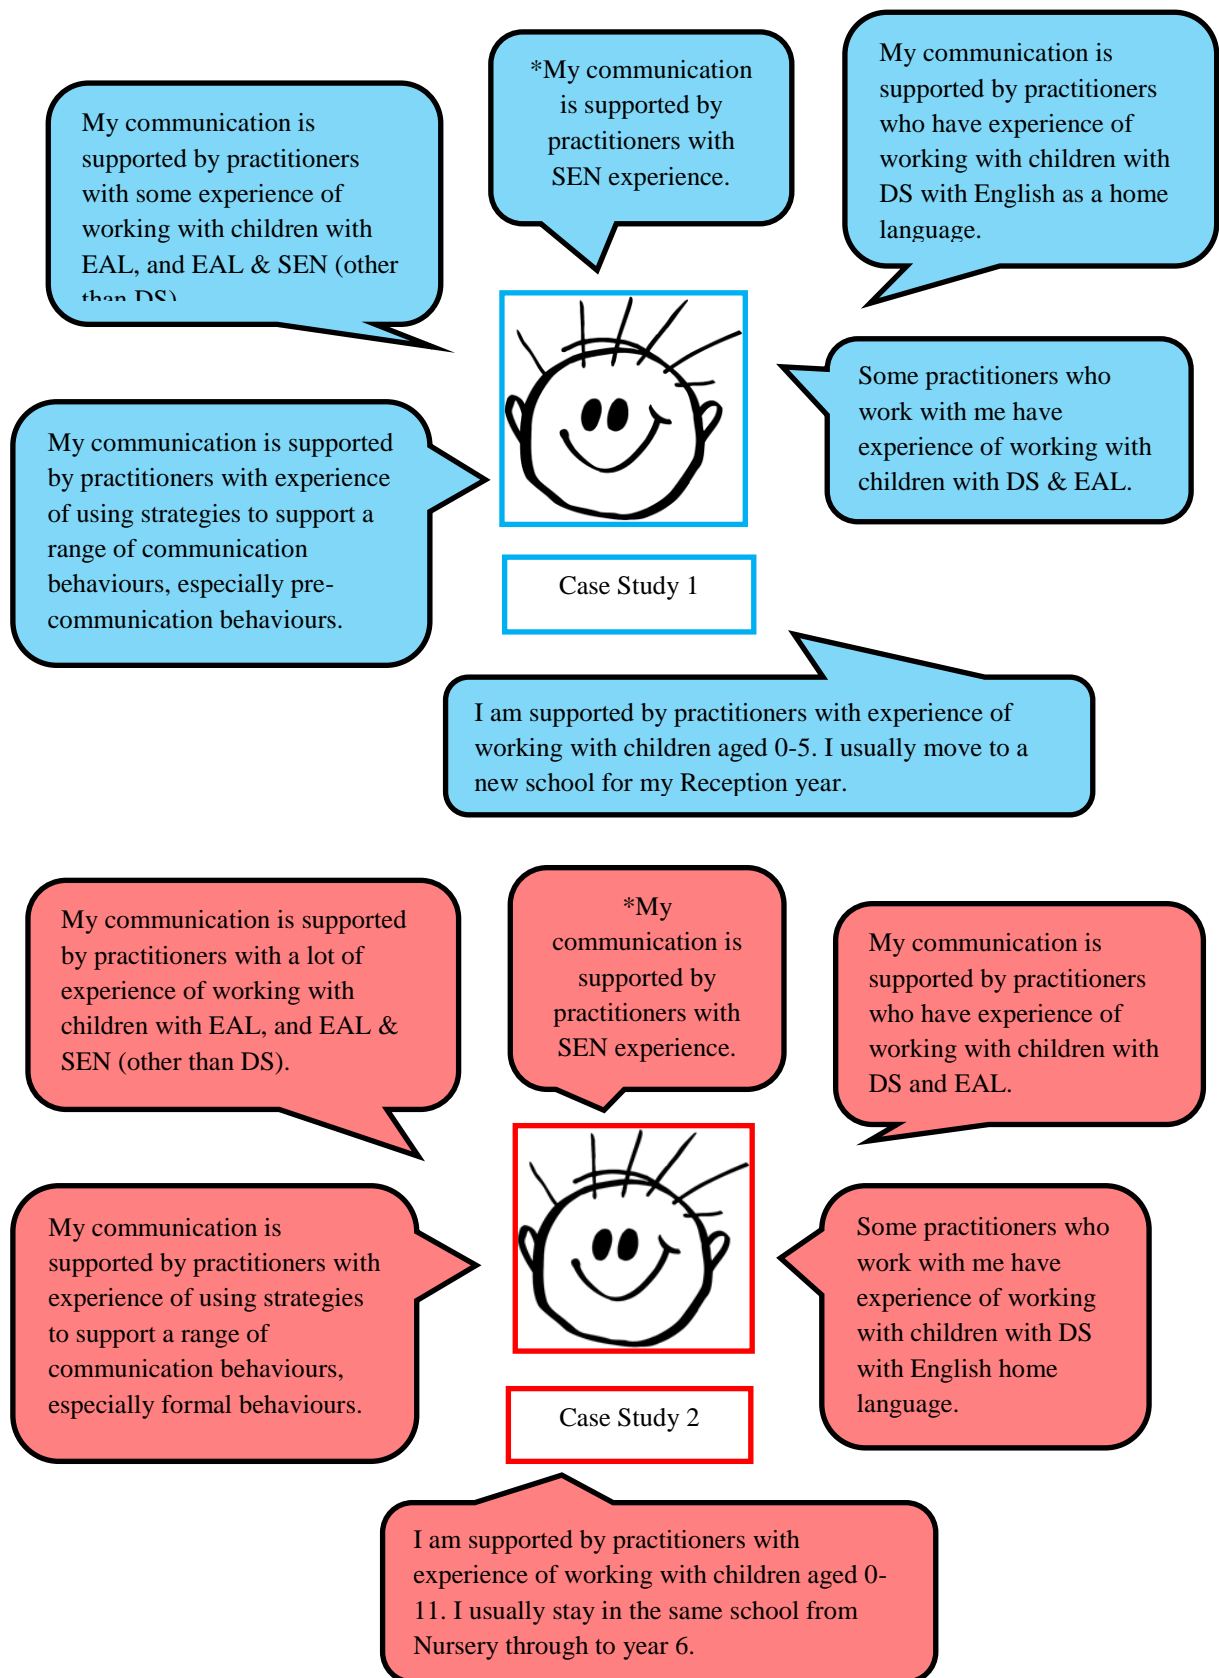 My communication is
supported by practitioners
with some experience of
working with children with
EAL, and EAL & SEN (other
than DS)
*My communication
is supported by
practitioners with
SEN experience.
My communication is
supported by practitioners
who have experience of
working with children with
DS with English as a home
language.
My communication is supported
by practitioners with experience
of using strategies to support a
range of communication
behaviours, especially pre-
communication behaviours.
Some practitioners who
work with me have
experience of working with
children with DS & EAL.
Case Study 1
I am supported by practitioners with experience of
working with children aged 0-5. I usually move to a
new school for my Reception year.
My communication is supported
by practitioners with a lot of
experience of working with
children with EAL, and EAL &
SEN (other than DS).
*My
communication is
supported by
practitioners with
SEN experience.
My communication is
supported by practitioners
who have experience of
working with children with
DS and EAL.
My communication is
supported by practitioners with
experience of using strategies
to support a range of
communication behaviours,
especially formal behaviours.
Some practitioners who
work with me have
experience of working
with children with DS
with English home
language.
Case Study 2
I am supported by practitioners with
experience of working with children aged 0-
11. I usually stay in the same school from
Nursery through to year 6.